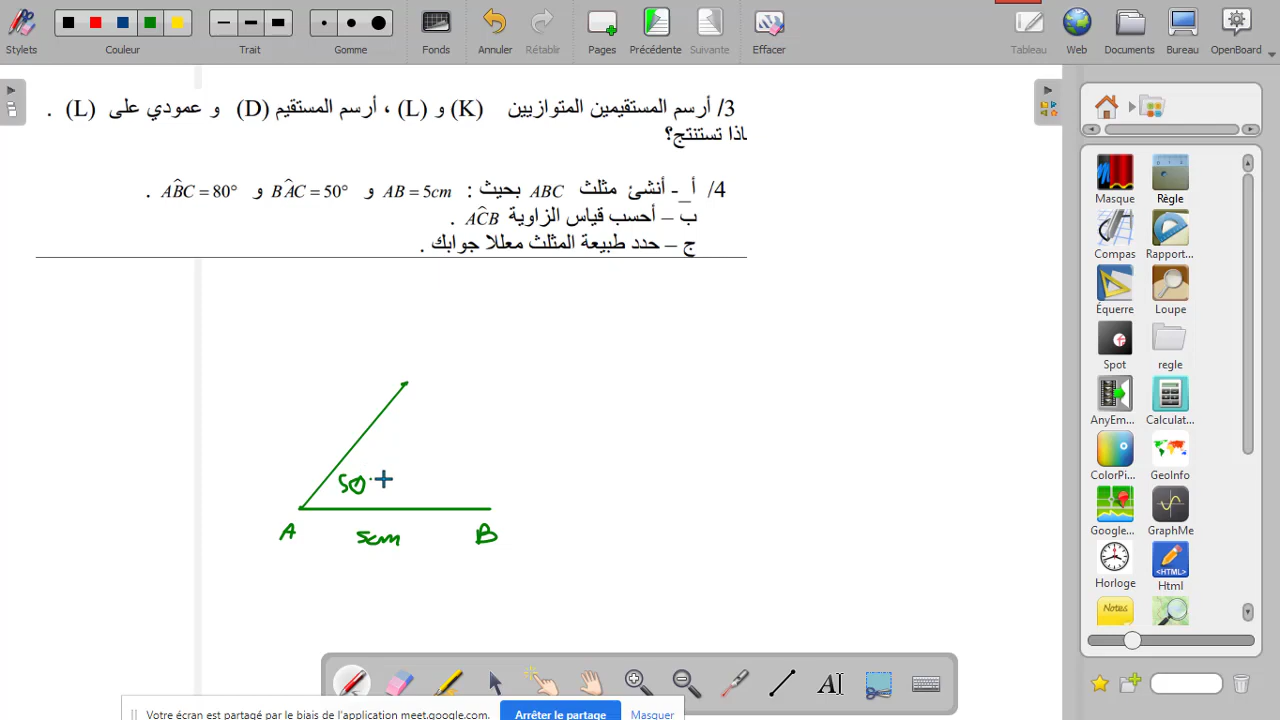 Stylets
Couleur
Trait
Gomme
Fonds
Annuler
Rétablir
Pages
Précédente
Suivante
Effacer
Tableau
Web
Documents
Bureau
OpenBoard
3/ أرسم المستقيمين المتوازيين (K) و (L) ، أرسم المستقيم (D) و عمودي على (L) .
اذا تستنتج؟
4/ أ - أنشئ مثلث ABC بحيث : AB = 5cm و BÂC = 50° و AB̂C = 80° .
ب – أحسب قياس الزاوية AĈB .
ج – حدد طبيعة المثلث معللا جوابك .
50
A
5cm
B
Masque
Règle
Compas
Rapport...
Équerre
Loupe
Spot
regle
AnyEm...
Calculat...
ColorPi...
GeoInfo
Google...
GraphMe
Horloge
<HTML>
Html
Notes
Votre écran est partagé par le biais de l'application meet.google.com.
Arrêter le partage
Masquer